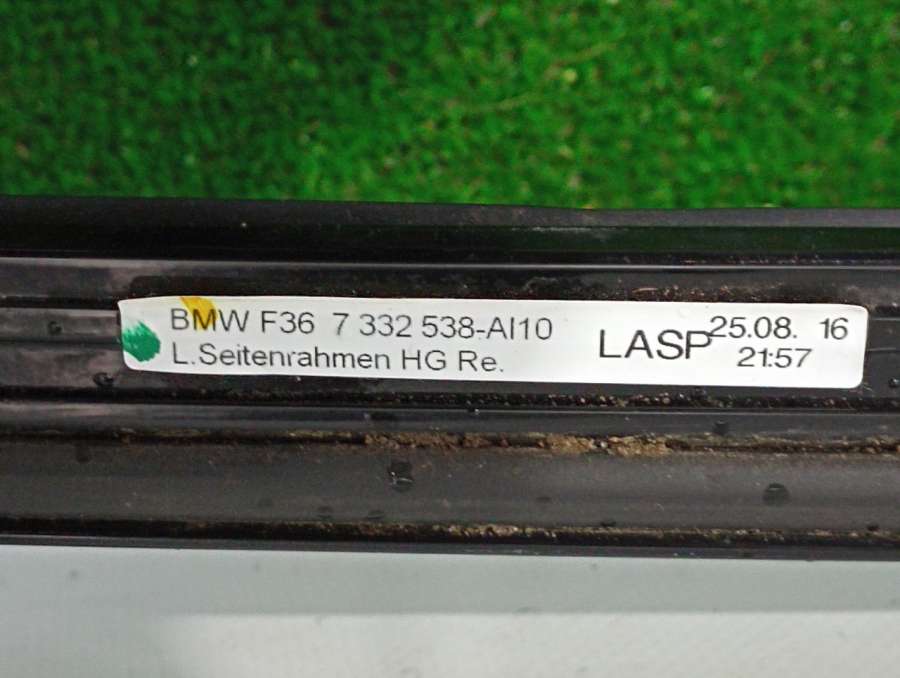 BMW F36 7 332 538-AI10
L.Seitenrahmen HG Re.
LASP
25.08. 16
21:57